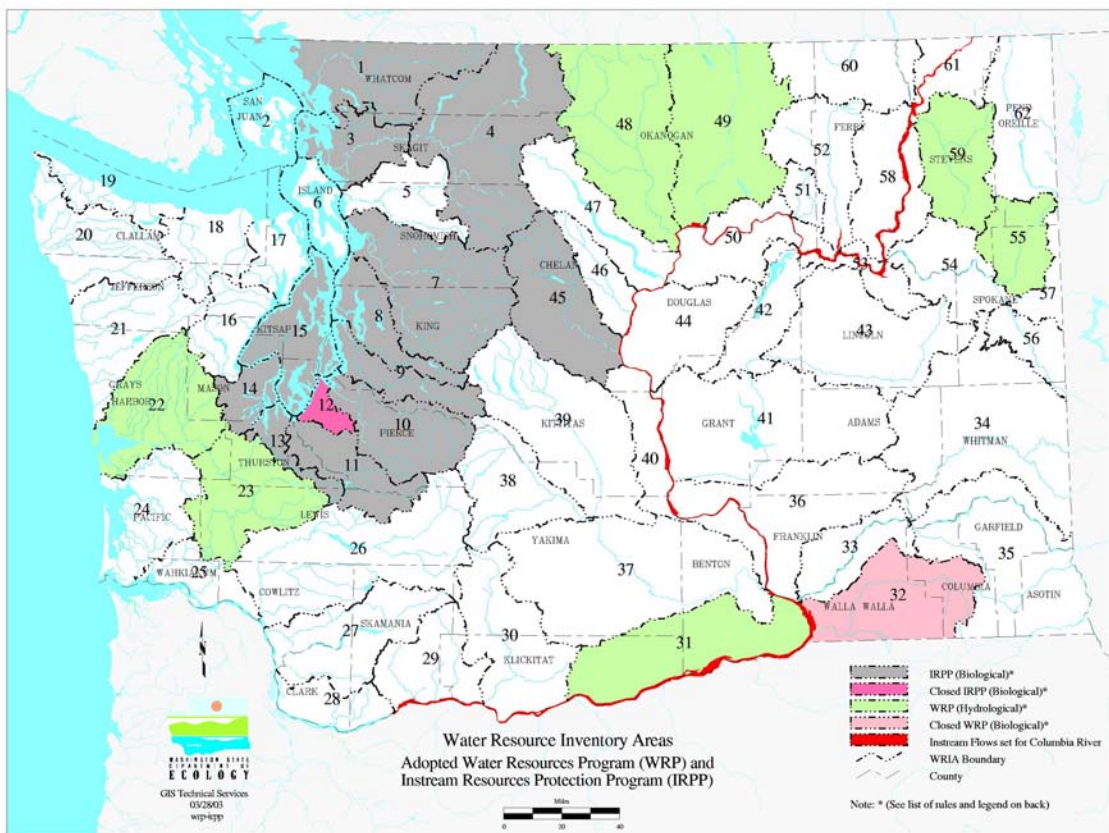 60
61
1
WHATCOM
SAN
JUAN
2
3
4
SKAGIT
48
OKANOGAN
49
FERRY
52
PEND
OREILLE
62
59
STEVENS
58
51
19
ISLAND
6
5
47
20
CLALLAM
18
17
SNOHOMISH
50
55
7
CHELAN
46
45
53
54
57
SPOKANE
JEFFERSON
16
21
KITSAP
15
8
KING
DOUGLAS
44
42
43
LINCOLN
56
9
GRAYS
HARBOR
22
MASON
14
12
10
PIERCE
39
KITTITAS
41
GRANT
ADAMS
34
WHITMAN
13
11
THURSTON
23
40
38
36
24
PACIFIC
LEWIS
26
YAKIMA
37
BENTON
FRANKLIN
33
GARFIELD
35
25
WAHKIAKUM
COWLITZ
WALLA WALLA
32
COLUMBIA
ASOTIN
N
27
SKAMANIA
29
30
KLICKITAT
31
CLARK
28
WASHINGTON STATE
DEPARTMENT OF
ECOLOGY
GIS Technical Services
03/28/03
wrp-irpp
Water Resource Inventory Areas
Adopted Water Resources Program (WRP) and
Instream Resources Protection Program (IRPP)
Miles
0 20 40
IRPP (Biological)*
Closed IRPP (Biological)*
WRP (Hydrological)*
Closed WRP (Biological)*
Instream Flows set for Columbia River
WRIA Boundary
County
Note: * (See list of rules and legend on back)